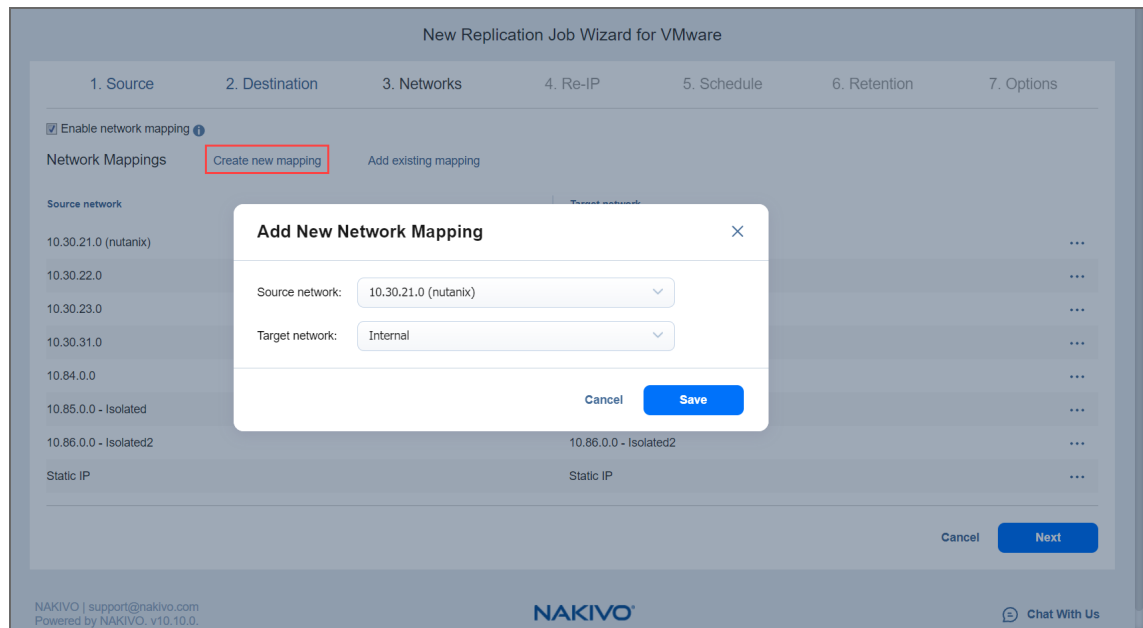 New Replication Job Wizard for VMware
1. Source 2. Destination 3. Networks 4. Re-IP 5. Schedule 6. Retention 7. Options
Enable network mapping
Network Mappings Create new mapping Add existing mapping
Source network Target network
Add New Network Mapping
10.30.21.0 (nutanix) ...
10.30.22.0 ...
Source network: 10.30.21.0 (nutanix)
10.30.23.0 ...
Target network: Internal
10.30.31.0 ...
10.84.0.0 ...
Cancel Save
10.85.0.0 - Isolated ...
10.86.0.0 - Isolated2 10.86.0.0 - Isolated2 ...
Static IP Static IP ...
Cancel Next
NAKIVO | support@nakivo.com
Powered by NAKIVO. v10.10.0.
NAKIVO®
Chat With Us